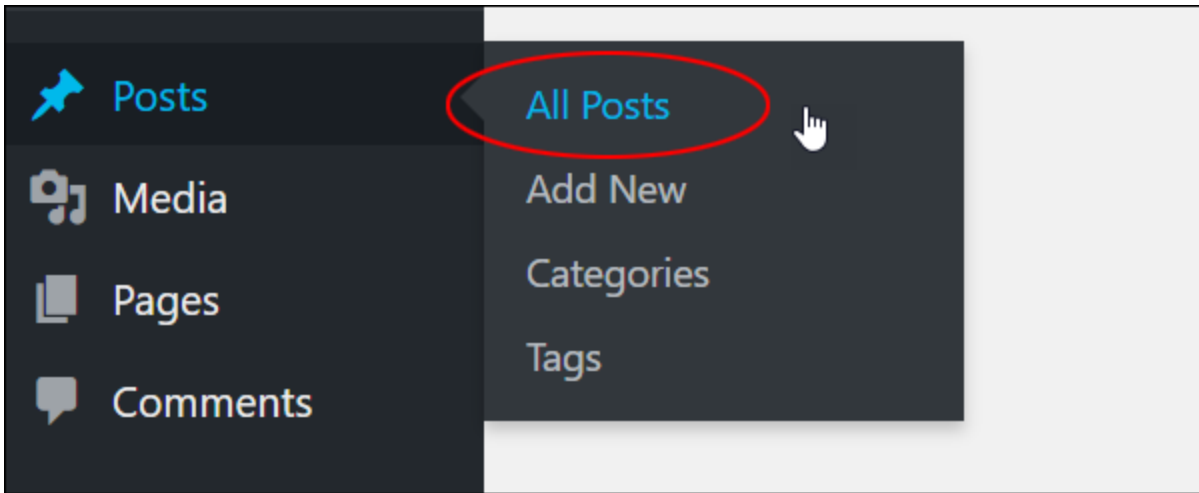 Posts
All Posts
Add New
Categories
Tags
Media
Pages
Comments